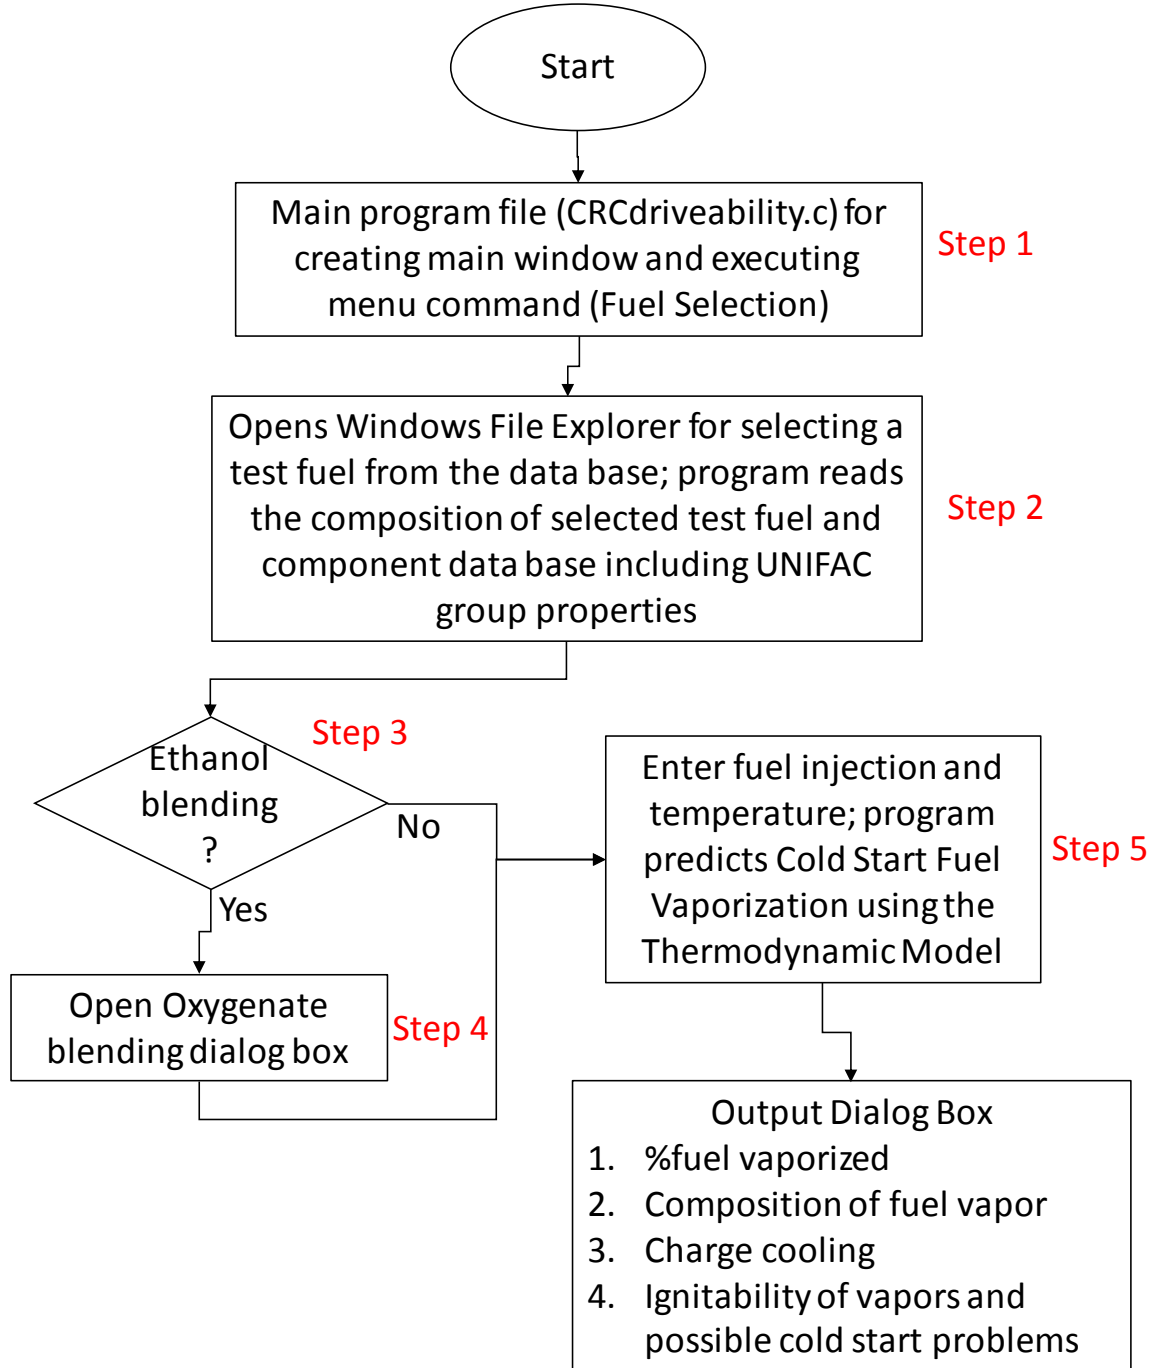 Start
Main program file (CRCdriveability.c) for
creating main window and executing
menu command (Fuel Selection)
Step 1
Opens Windows File Explorer for selecting a
test fuel from the data base; program reads
the composition of selected test fuel and
component data base including UNIFAC
group properties
Step 2
Step 3
Ethanol
blending
?
No
Yes
Open Oxygenate
blending dialog box
Step 4
Enter fuel injection and
temperature; program
predicts Cold Start Fuel
Vaporization using the
Thermodynamic Model
Step 5
Output Dialog Box
1. %fuel vaporized
2. Composition of fuel vapor
3. Charge cooling
4. Ignitability of vapors and
possible cold start problems